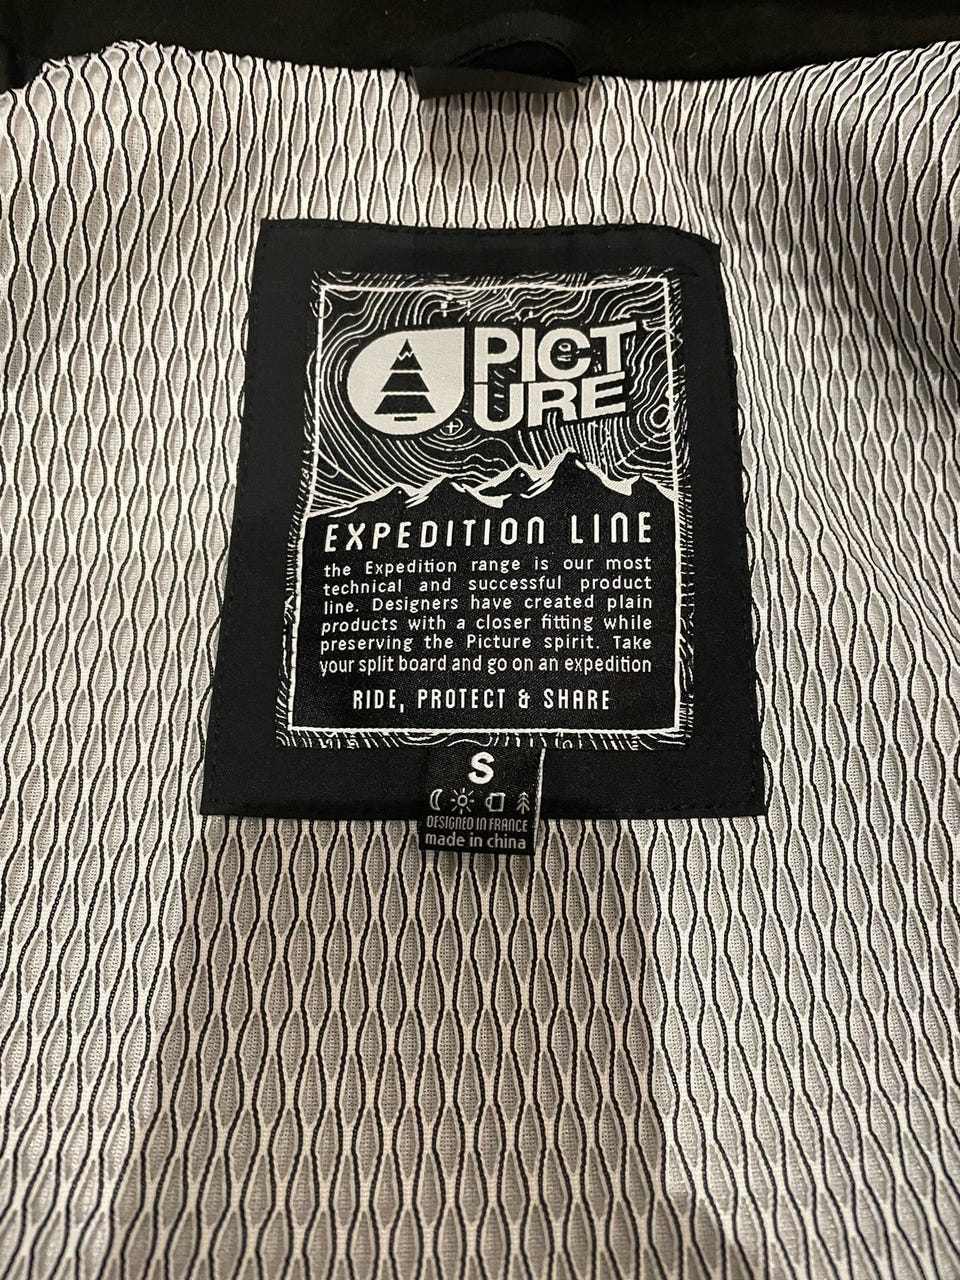 PICT
URE
EXPEDITION LINE
the Expedition range is our most
technical and successful product
line. Designers have created plain
products with a closer fitting while
preserving the Picture spirit. Take
your split board and go on an expedition
RIDE, PROTECT & SHARE
S
DESIGNED IN FRANCE
made in china